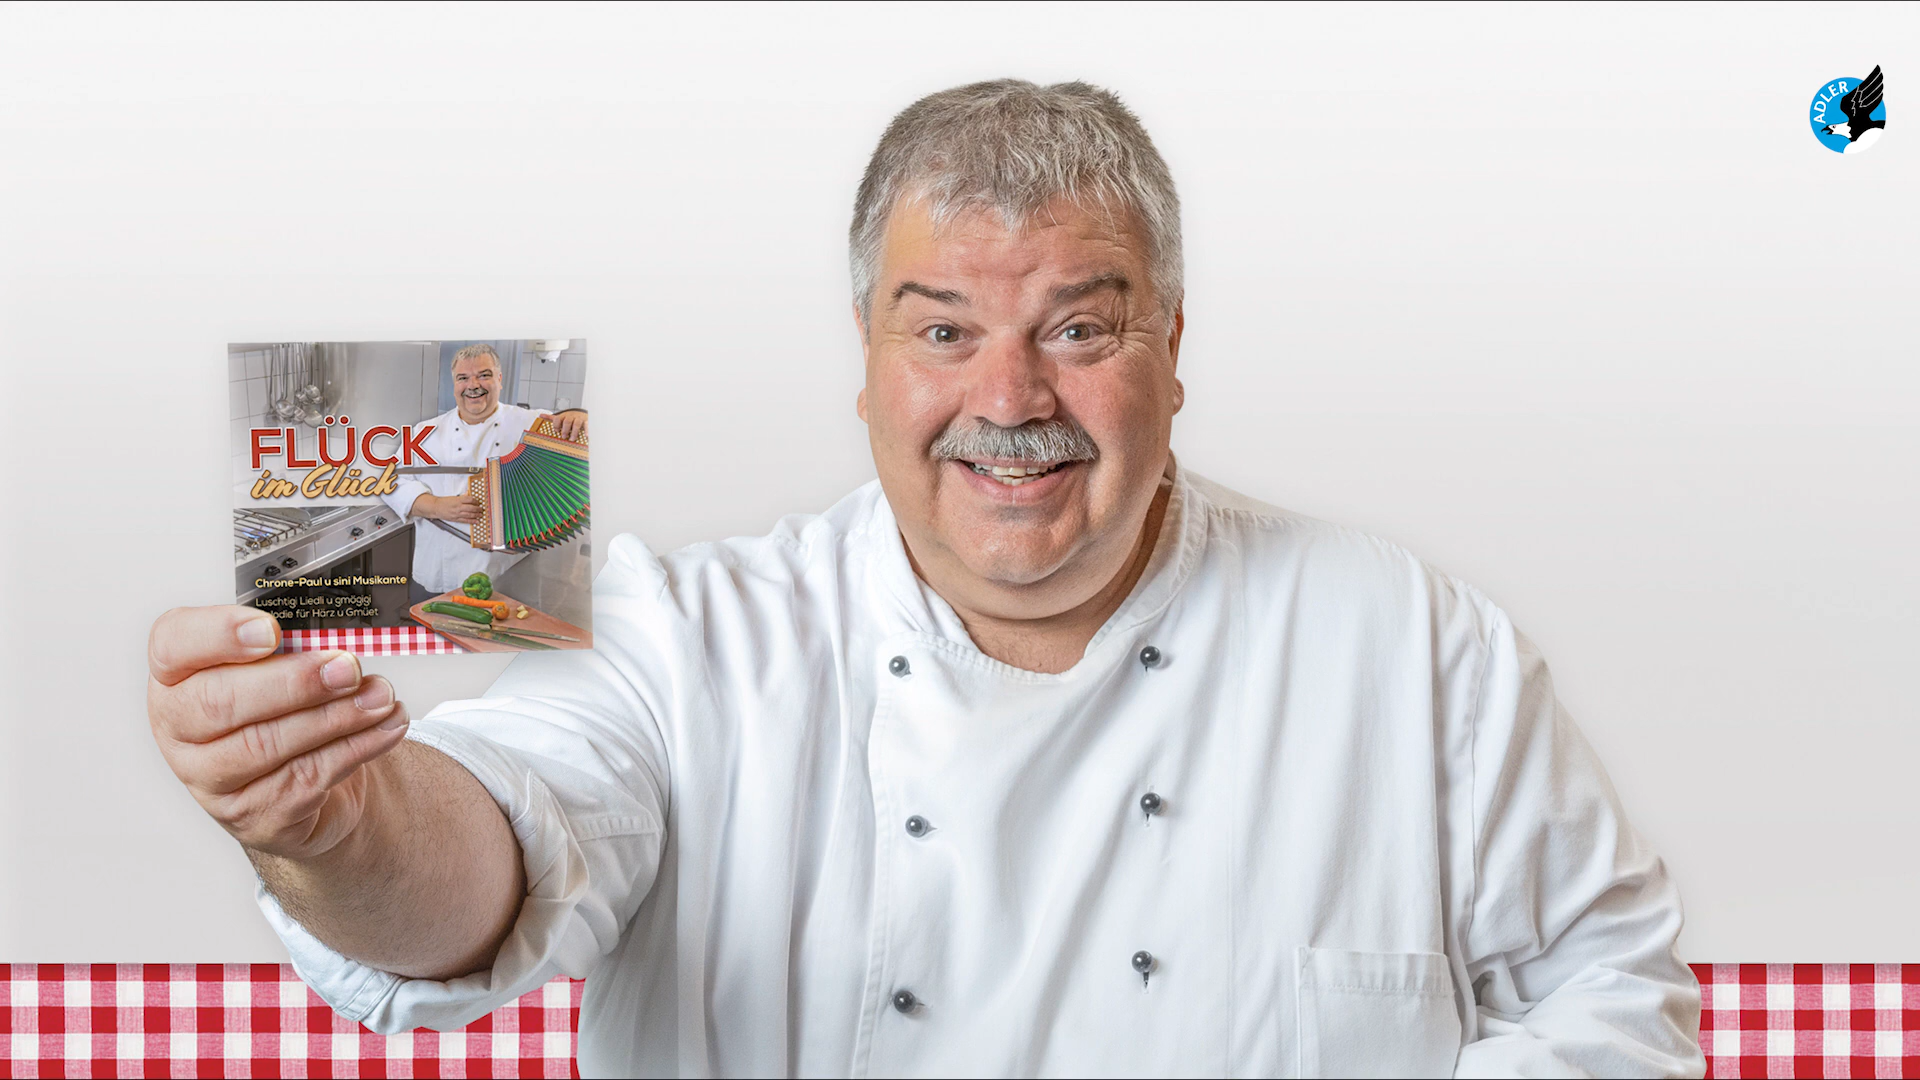 FLÜCK
im Glück
Chrone-Paul u sini Musikante
Luschtigi Liedli u gmögigi
für Härz u Gmüet
ADLER